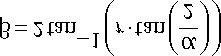 β = 2 tan⁻¹ ( r · tan ( α / 2 ) )